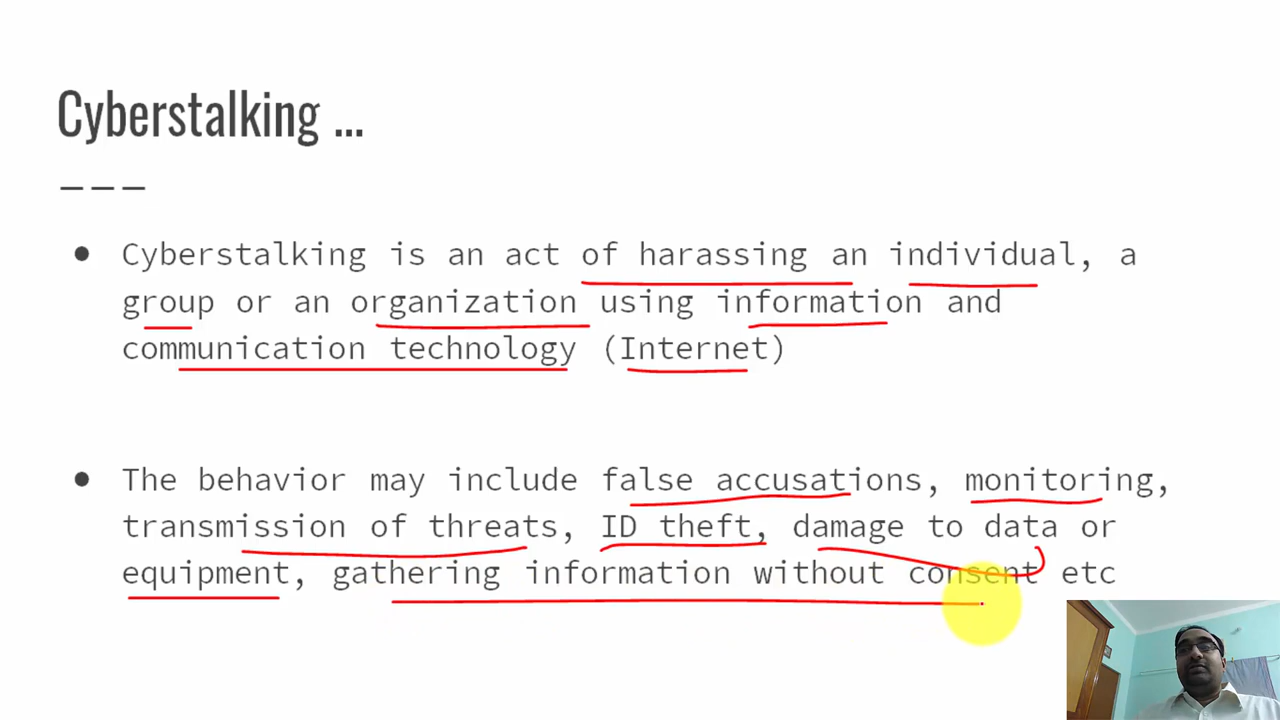 Cyberstalking ...
● Cyberstalking is an act of harassing an individual, a
group or an organization using information and
communication technology (Internet)
● The behavior may include false accusations, monitoring,
transmission of threats, ID theft, damage to data or
equipment, gathering information without consent etc